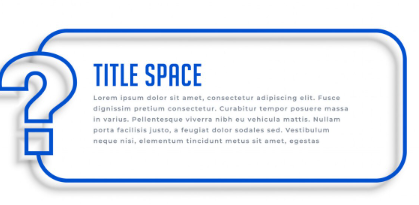 ?
TITLE SPACE
Lorem ipsum dolor sit amet, consectetur adipiscing elit. Fusce
dignissim pretium consectetur. Curabitur tempor posuere massa
in varius. Pellentesque viverra nibh eu vehicula mattis. Nullam
porta facilisis justo, a feugiat dolor sodales sed. Vestibulum
neque nisi, elementum tincidunt metus sit amet, egestas